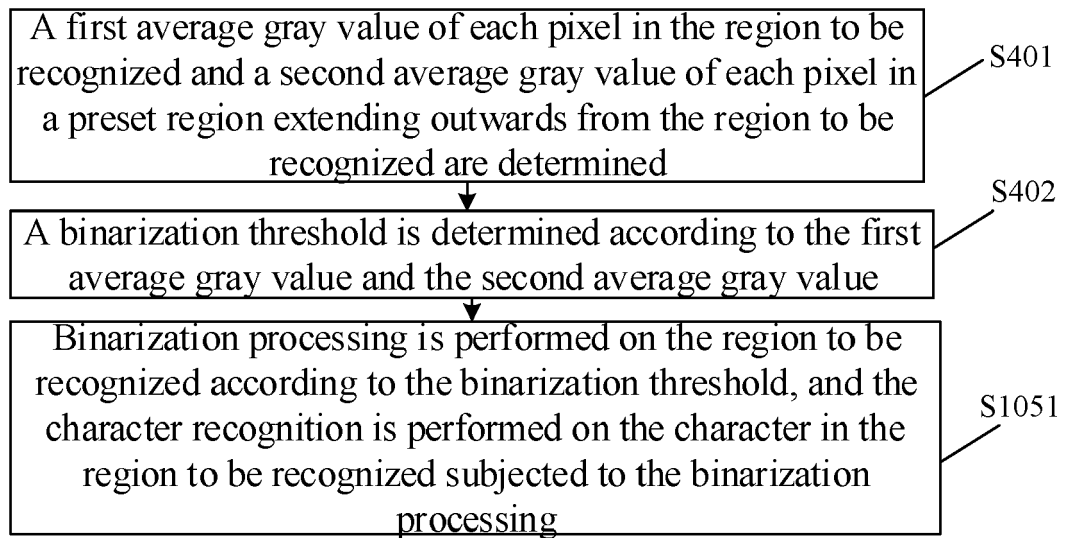 A first average gray value of each pixel in the region to be
recognized and a second average gray value of each pixel in
a preset region extending outwards from the region to be
recognized are determined
S401
A binarization threshold is determined according to the first
average gray value and the second average gray value
S402
Binarization processing is performed on the region to be
recognized according to the binarization threshold, and the
character recognition is performed on the character in the
region to be recognized subjected to the binarization
processing
S1051